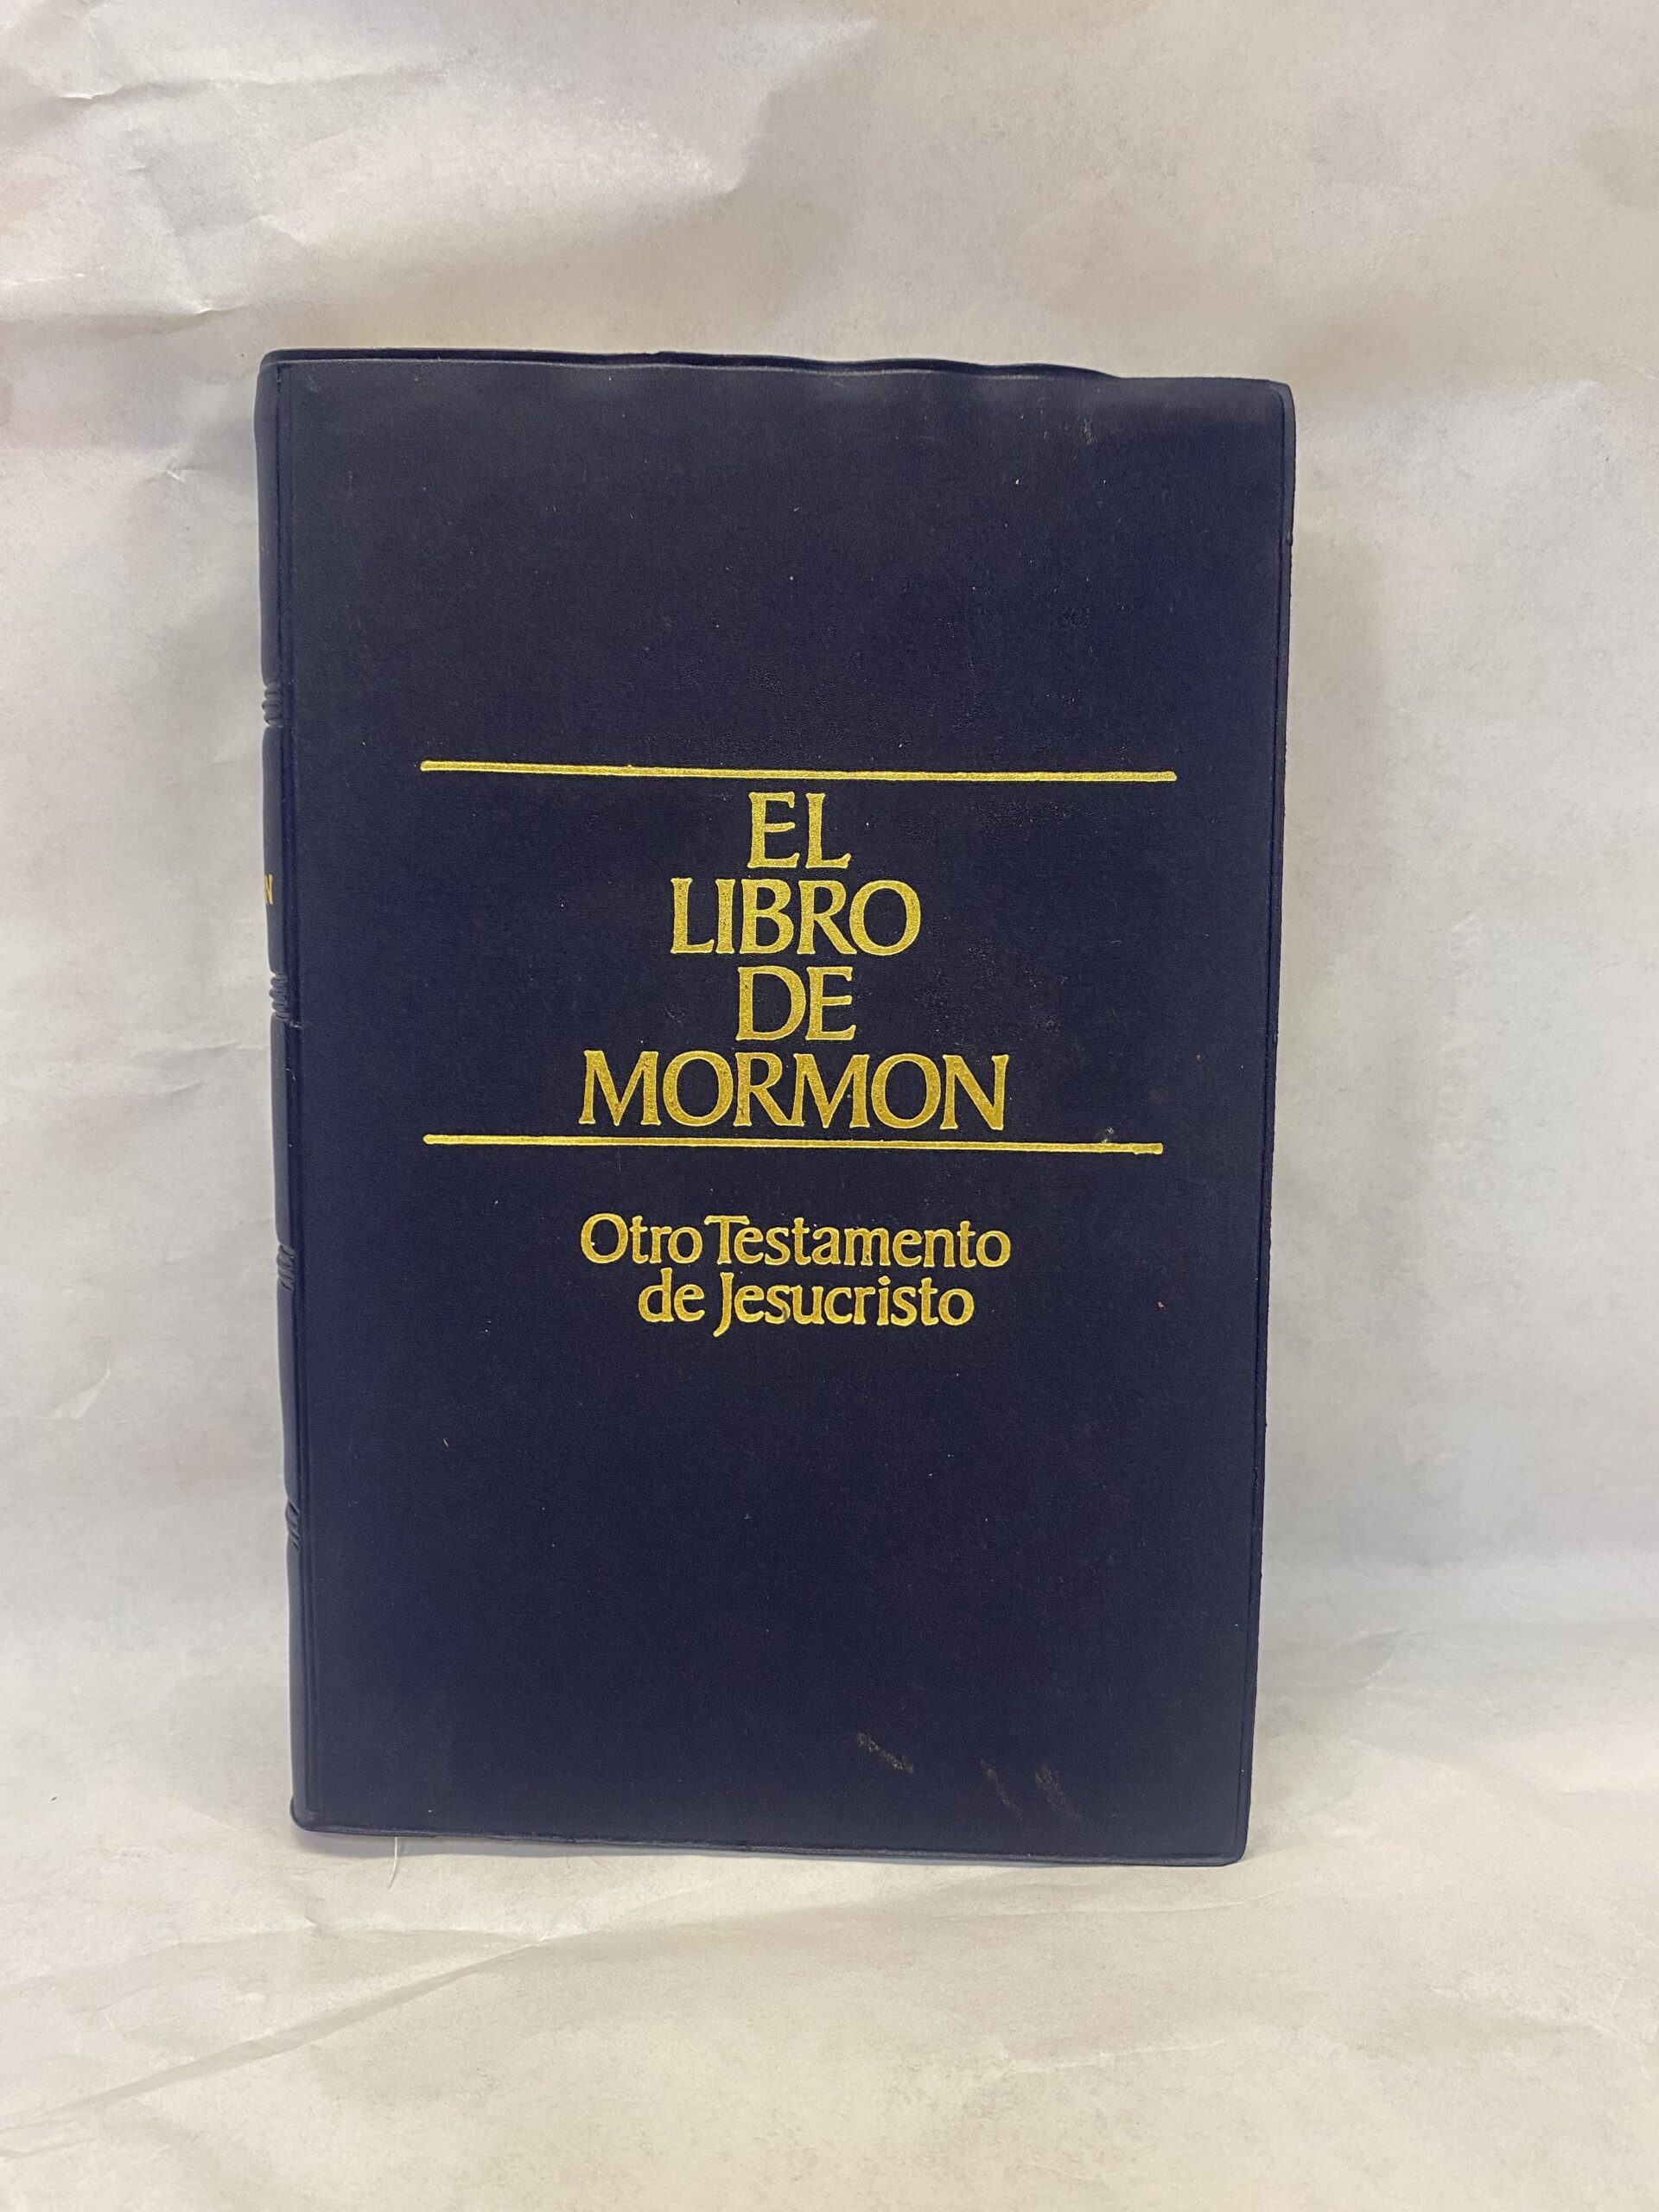 EL
LIBRO
DE
MORMON
Otro Testamento
de Jesucristo
N